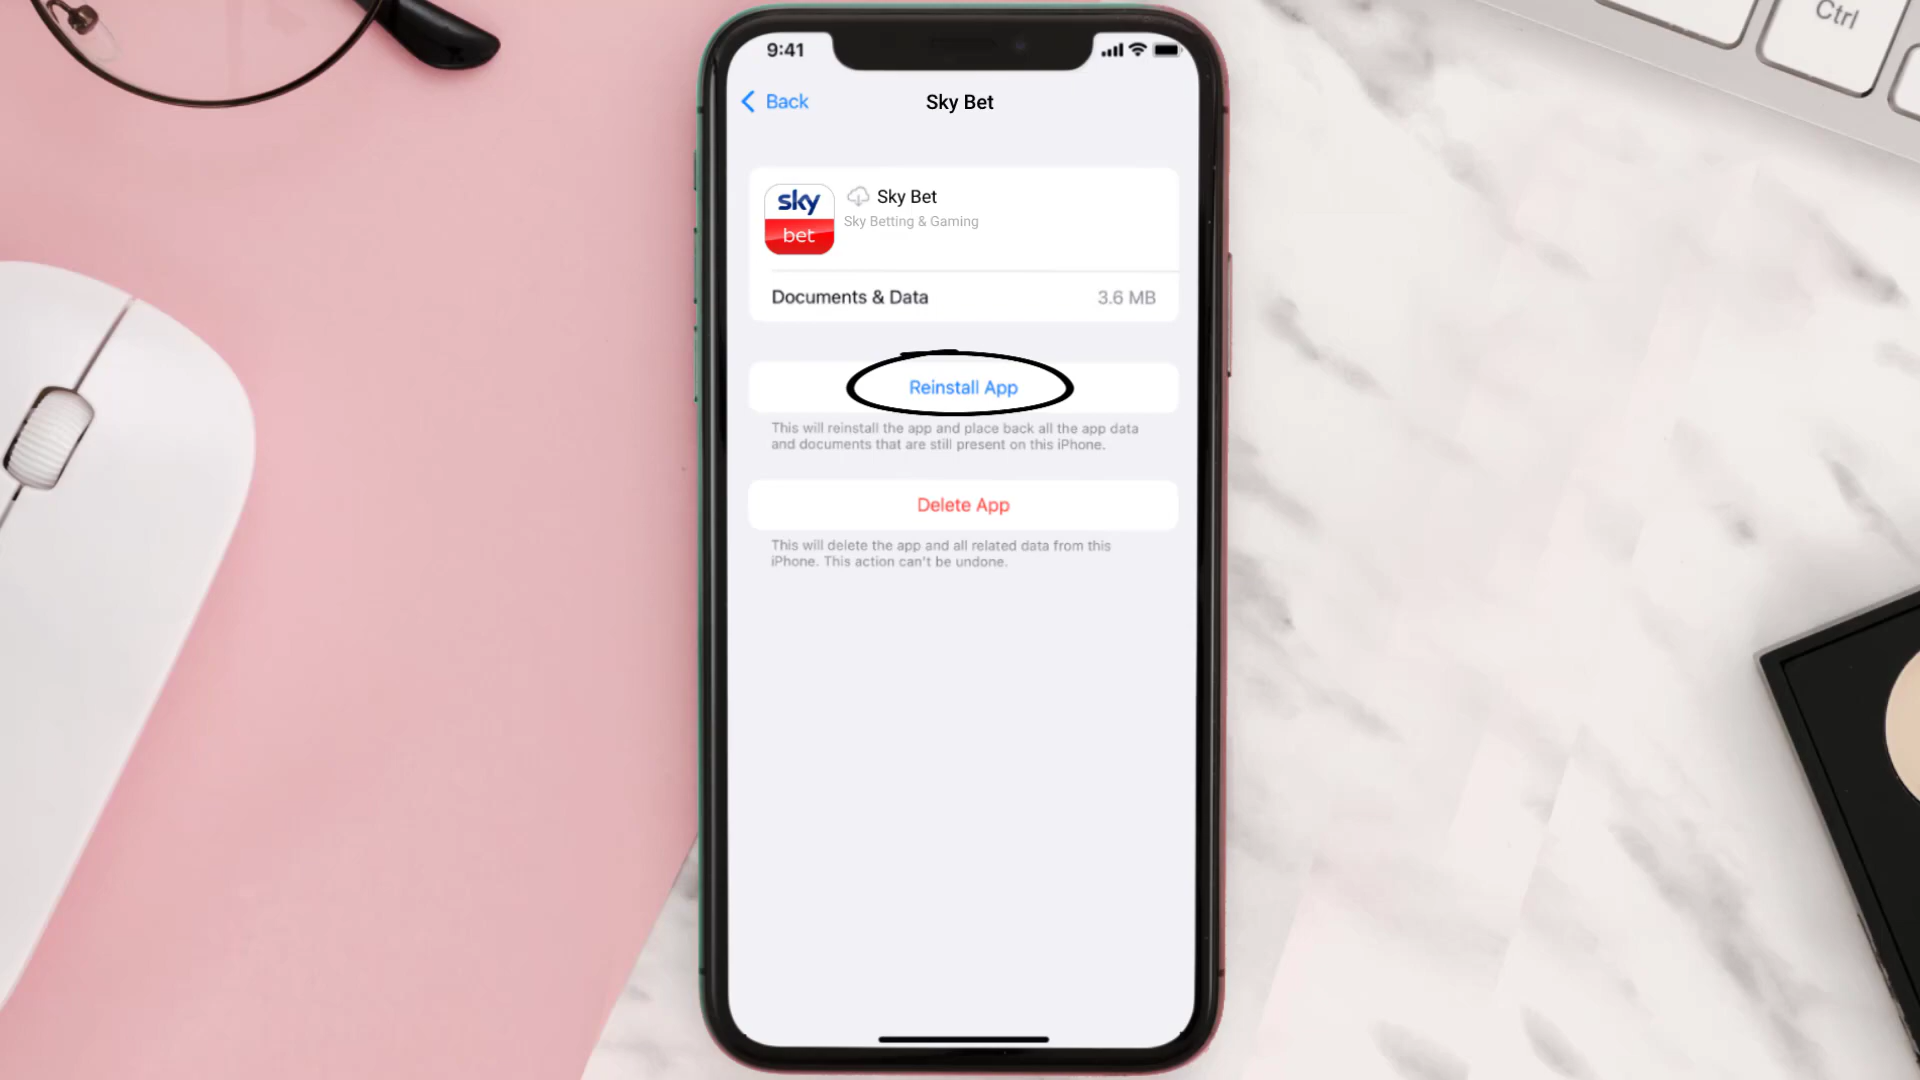 Ctrl
9:41
Back
Sky Bet
sky
bet
Sky Bet
Sky Betting & Gaming
Documents & Data
3.6 MB
Reinstall App
This will reinstall the app and place back all the app data
and documents that are still present on this iPhone.
Delete App
This will delete the app and all related data from this
iPhone. This action can't be undone.